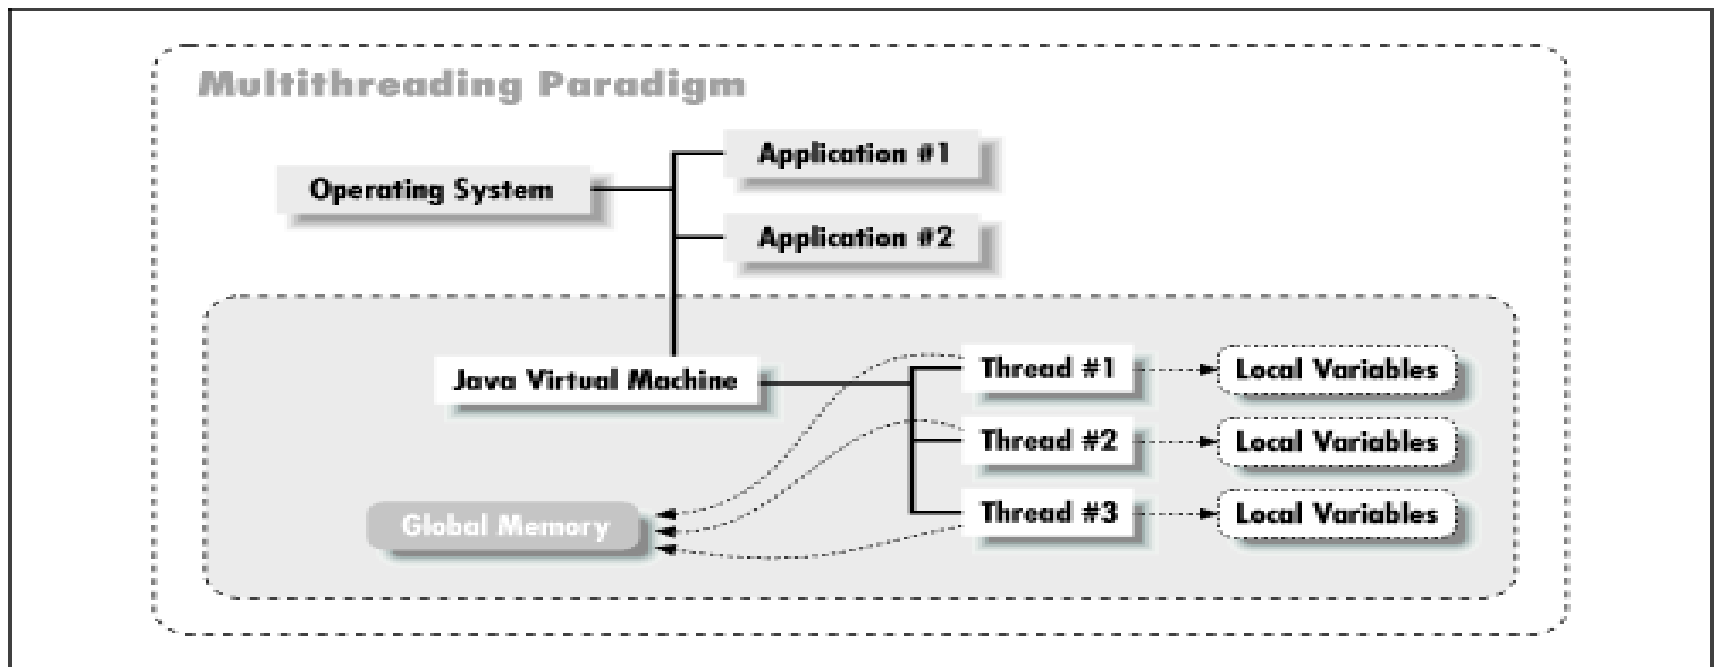 Multithreading Paradigm
Application #1
Operating System
Application #2
Java Virtual Machine
Thread #1
Local Variables
Thread #2
Local Variables
Thread #3
Local Variables
Global Memory